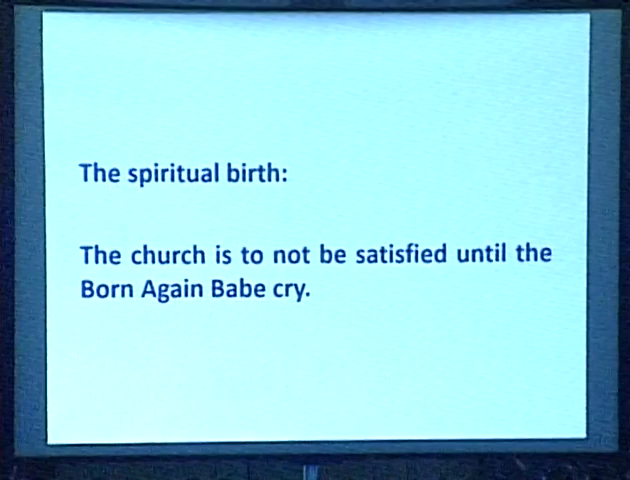 The spiritual birth:
The church is to not be satisfied until the
Born Again Babe cry.